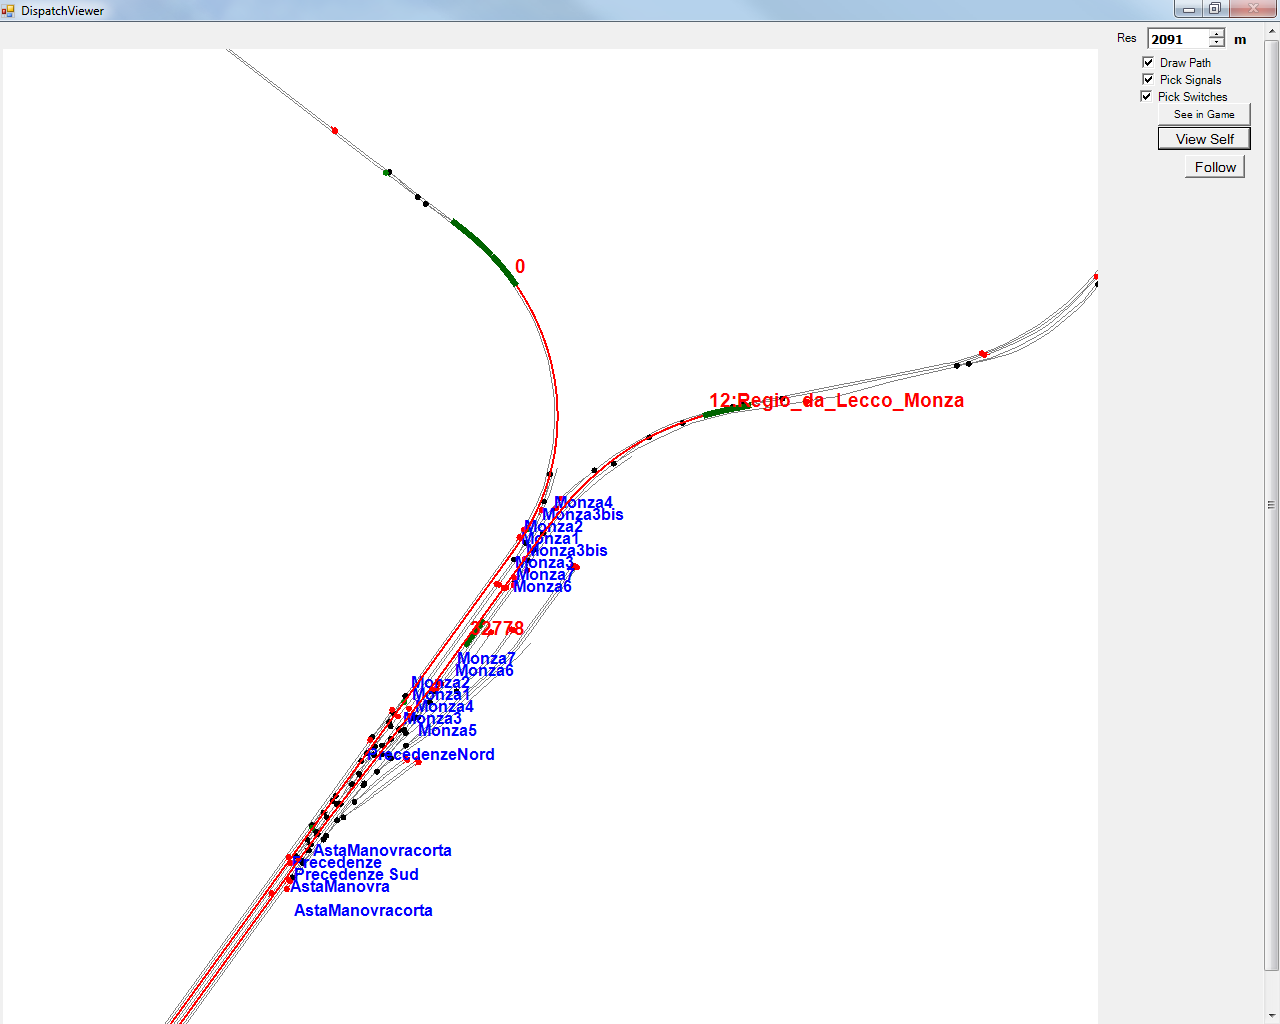 DispatchViewer
Res 2091 m
Draw Path
Pick Signals
Pick Switches
See in Game
View Self
Follow
0
12:Regio_da_Lecco_Monza
Monza4
Monza3bis
Monza2
Monza1
Monza3bis
Monza3
Monza7
Monza6
Monza7
Monza6
Monza2
Monza1
Monza4
Monza3
Monza5
PrecedenzeNord
AstaManovracorta
Precedenze
Precedenze Sud
AstaManovra
AstaManovracorta